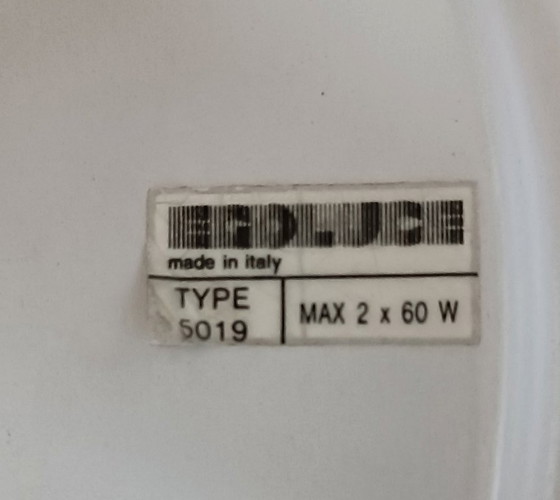 EGOLUCE
made in italy
TYPE
5019
MAX 2 x 60 W